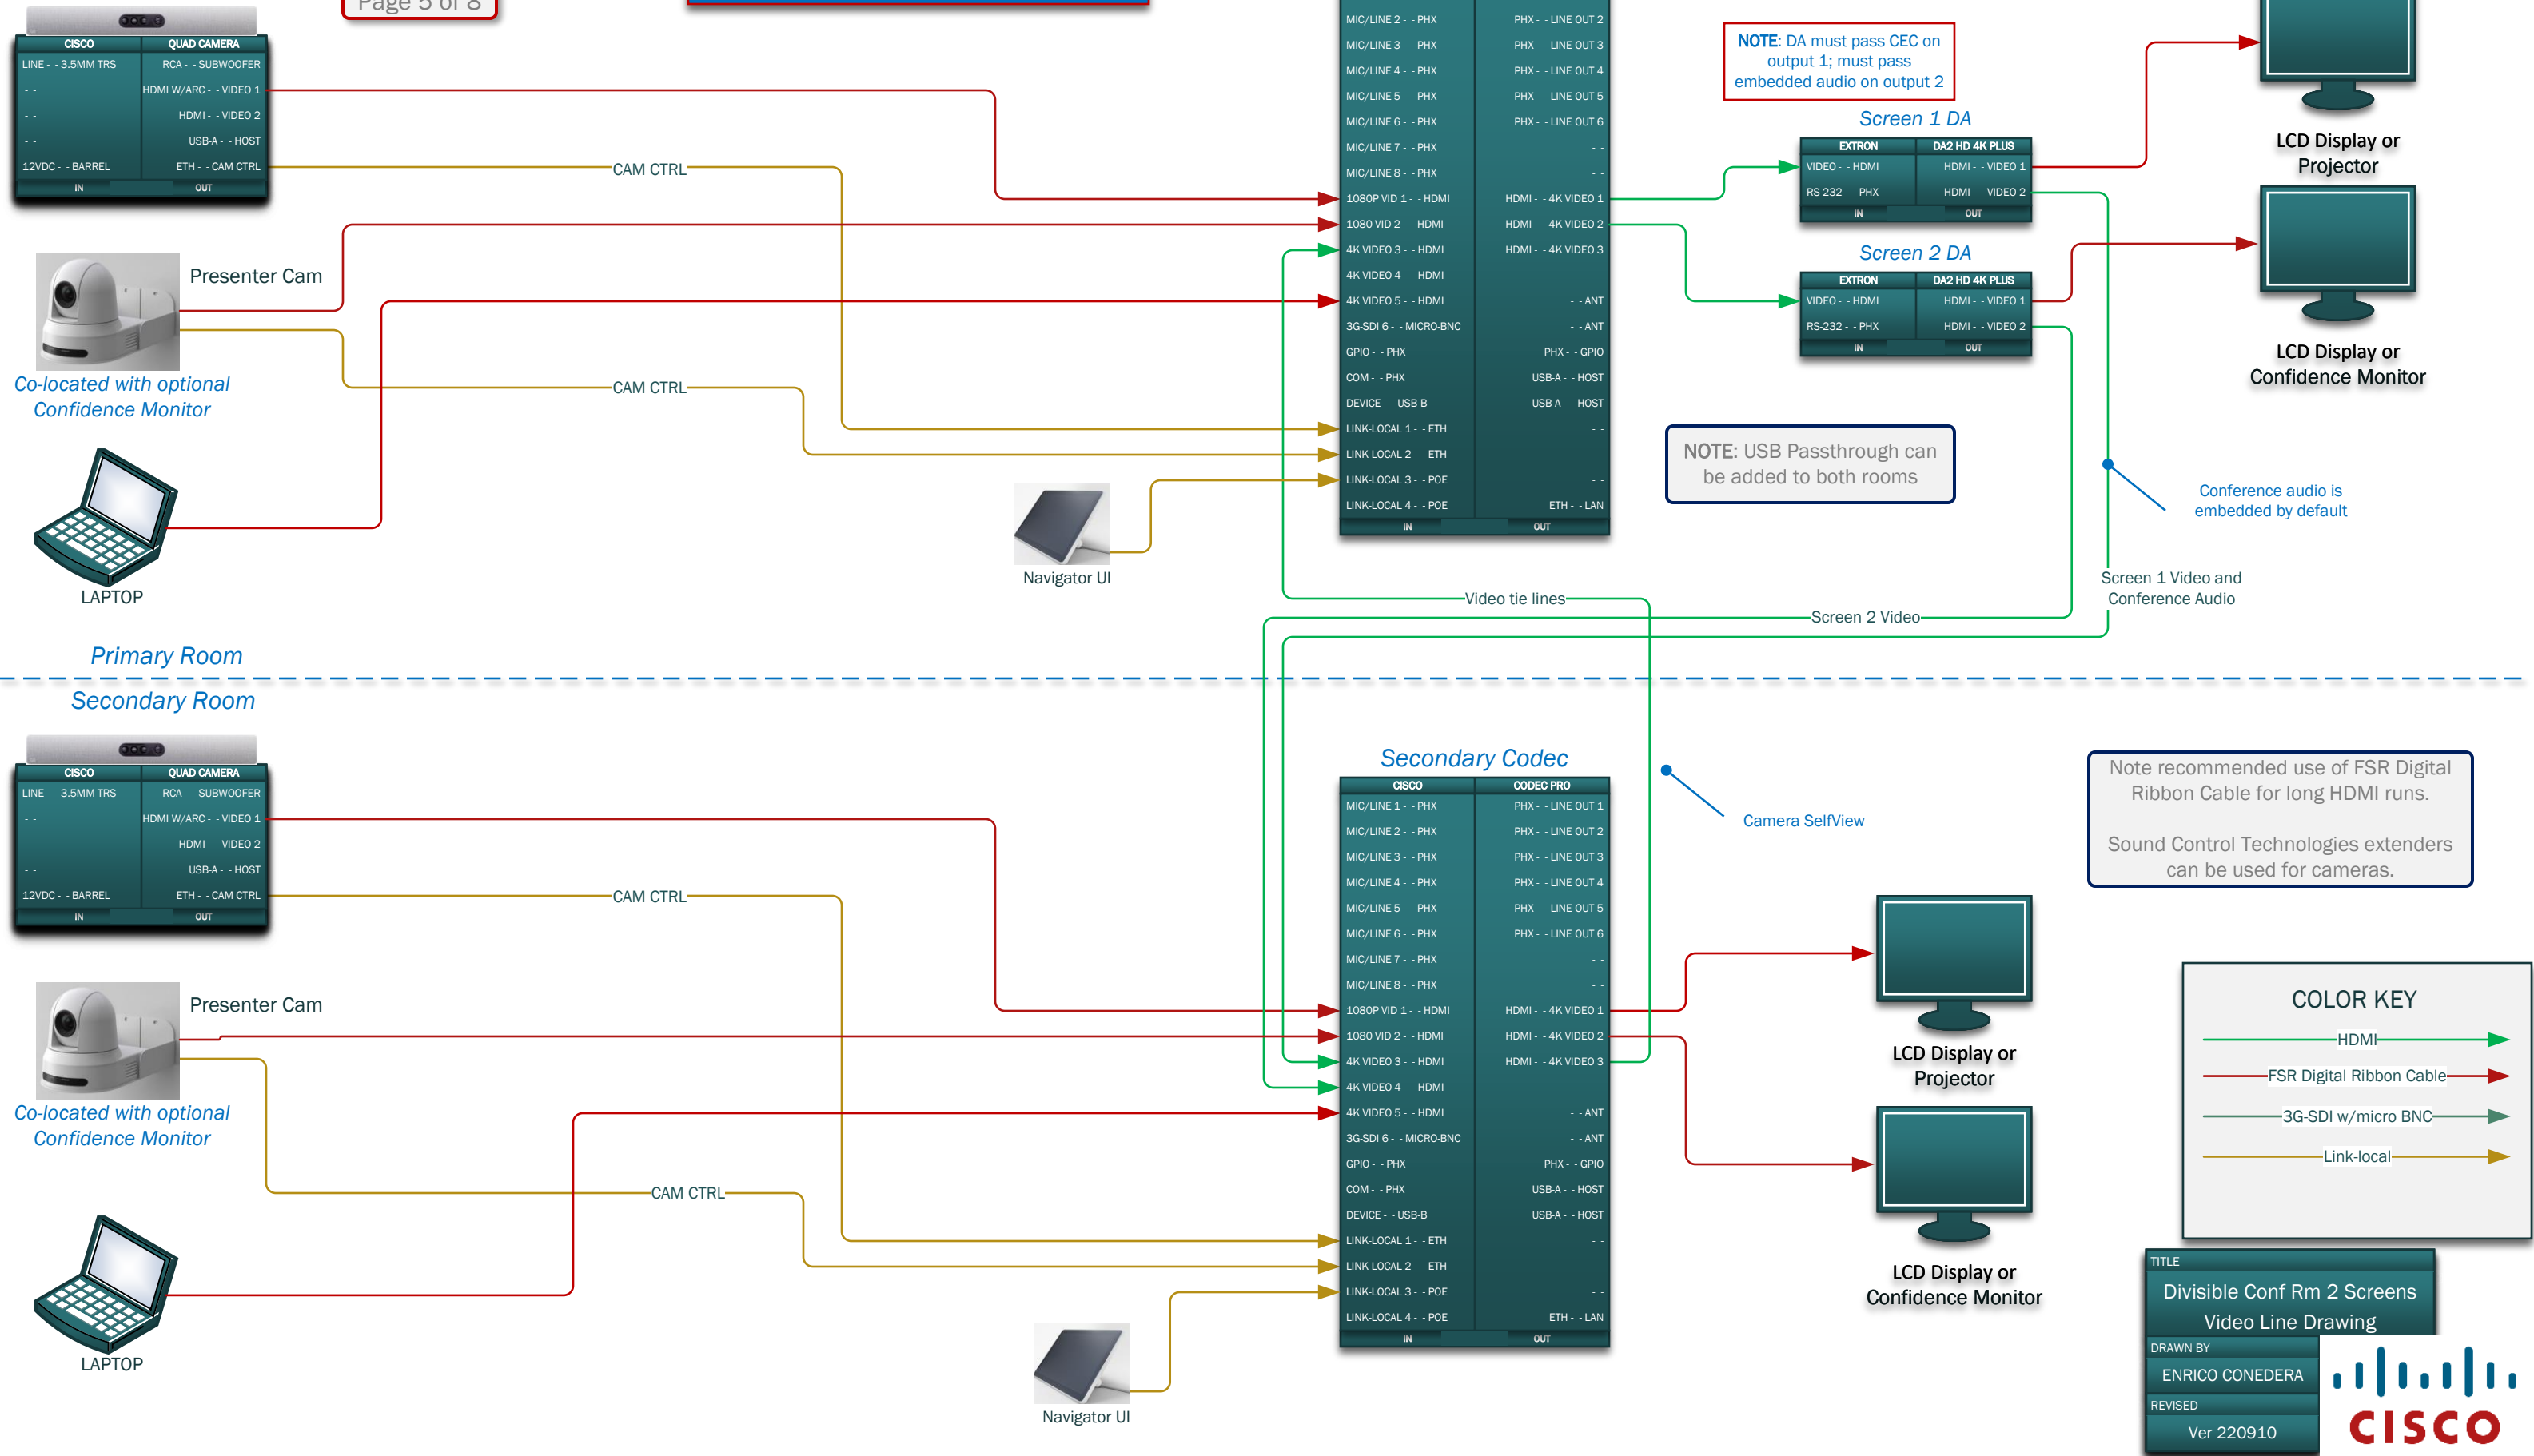 Page 5 of 8
CISCO QUAD CAMERA
LINE - - 3.5MM TRS RCA - - SUBWOOFER
- - HDMI W/ARC - - VIDEO 1
- - HDMI - - VIDEO 2
- - USB-A - - HOST
12VDC - - BARREL ETH - - CAM CTRL
IN OUT
CAM CTRL
Presenter Cam
Co-located with optional
Confidence Monitor
CAM CTRL
LAPTOP
Navigator UI
MIC/LINE 2 - - PHX PHX - - LINE OUT 2
MIC/LINE 3 - - PHX PHX - - LINE OUT 3
MIC/LINE 4 - - PHX PHX - - LINE OUT 4
MIC/LINE 5 - - PHX PHX - - LINE OUT 5
MIC/LINE 6 - - PHX PHX - - LINE OUT 6
MIC/LINE 7 - - PHX - -
MIC/LINE 8 - - PHX - -
1080P VID 1 - - HDMI HDMI - - 4K VIDEO 1
1080 VID 2 - - HDMI HDMI - - 4K VIDEO 2
4K VIDEO 3 - - HDMI HDMI - - 4K VIDEO 3
4K VIDEO 4 - - HDMI - -
4K VIDEO 5 - - HDMI - - ANT
3G-SDI 6 - - MICRO-BNC - - ANT
GPIO - - PHX PHX - - GPIO
COM - - PHX USB-A - - HOST
DEVICE - - USB-B USB-A - - HOST
LINK-LOCAL 1 - - ETH - -
LINK-LOCAL 2 - - ETH - -
LINK-LOCAL 3 - - POE - -
LINK-LOCAL 4 - - POE ETH - - LAN
IN OUT
NOTE: DA must pass CEC on
output 1; must pass
embedded audio on output 2
Screen 1 DA
EXTRON DA2 HD 4K PLUS
VIDEO - - HDMI HDMI - - VIDEO 1
RS-232 - - PHX HDMI - - VIDEO 2
IN OUT
Screen 2 DA
EXTRON DA2 HD 4K PLUS
VIDEO - - HDMI HDMI - - VIDEO 1
RS-232 - - PHX HDMI - - VIDEO 2
IN OUT
LCD Display or
Projector
LCD Display or
Confidence Monitor
NOTE: USB Passthrough can
be added to both rooms
Conference audio is
embedded by default
Screen 1 Video and
Conference Audio
Video tie lines
Screen 2 Video
Primary Room
Secondary Room
CISCO QUAD CAMERA
LINE - - 3.5MM TRS RCA - - SUBWOOFER
- - HDMI W/ARC - - VIDEO 1
- - HDMI - - VIDEO 2
- - USB-A - - HOST
12VDC - - BARREL ETH - - CAM CTRL
IN OUT
CAM CTRL
Presenter Cam
Co-located with optional
Confidence Monitor
CAM CTRL
LAPTOP
Navigator UI
Secondary Codec
CISCO CODEC PRO
MIC/LINE 1 - - PHX PHX - - LINE OUT 1
MIC/LINE 2 - - PHX PHX - - LINE OUT 2
MIC/LINE 3 - - PHX PHX - - LINE OUT 3
MIC/LINE 4 - - PHX PHX - - LINE OUT 4
MIC/LINE 5 - - PHX PHX - - LINE OUT 5
MIC/LINE 6 - - PHX PHX - - LINE OUT 6
MIC/LINE 7 - - PHX - -
MIC/LINE 8 - - PHX - -
1080P VID 1 - - HDMI HDMI - - 4K VIDEO 1
1080 VID 2 - - HDMI HDMI - - 4K VIDEO 2
4K VIDEO 3 - - HDMI HDMI - - 4K VIDEO 3
4K VIDEO 4 - - HDMI - -
4K VIDEO 5 - - HDMI - - ANT
3G-SDI 6 - - MICRO-BNC - - ANT
GPIO - - PHX PHX - - GPIO
COM - - PHX USB-A - - HOST
DEVICE - - USB-B USB-A - - HOST
LINK-LOCAL 1 - - ETH - -
LINK-LOCAL 2 - - ETH - -
LINK-LOCAL 3 - - POE - -
LINK-LOCAL 4 - - POE ETH - - LAN
IN OUT
Camera SelfView
LCD Display or
Projector
LCD Display or
Confidence Monitor
Note recommended use of FSR Digital
Ribbon Cable for long HDMI runs.
Sound Control Technologies extenders
can be used for cameras.
COLOR KEY
HDMI
FSR Digital Ribbon Cable
3G-SDI w/micro BNC
Link-local
TITLE
Divisible Conf Rm 2 Screens
Video Line Drawing
DRAWN BY
ENRICO CONEDERA
REVISED
Ver 220910
CISCO